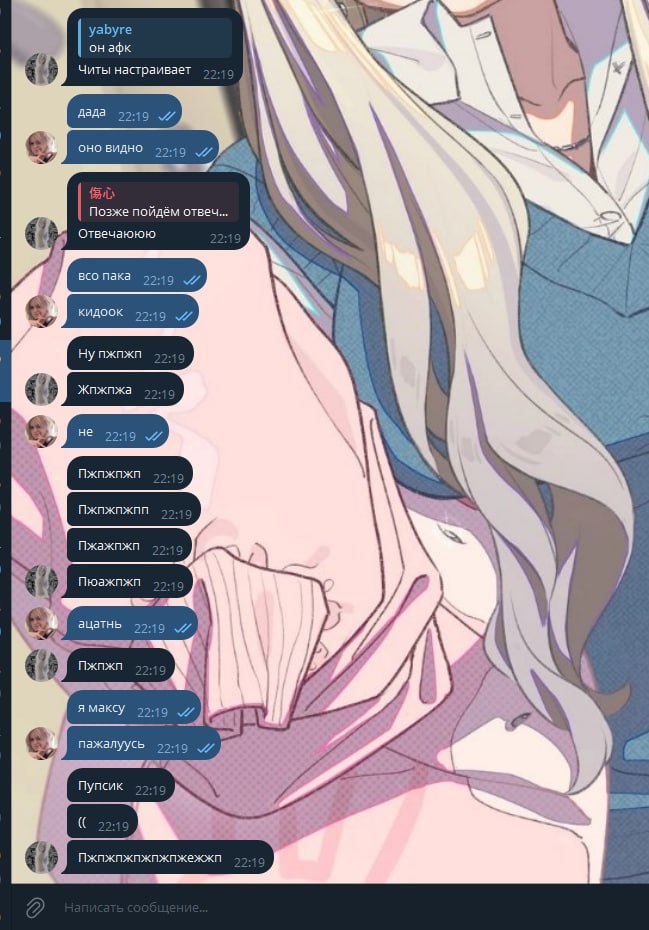 yabyre
он афк
Читы настраивает 22:19
дада 22:19
оно видно 22:19
傷心
Позже пойдём отвеч...
Отвечаююю 22:19
всо пака 22:19
кидоок 22:19
Ну пжпжп 22:19
Жпжпжа 22:19
не 22:19
Пжпжпжп 22:19
Пжпжпжпп 22:19
Пжажпжп 22:19
Пюажпжп 22:19
ацатнь 22:19
Пжпжп 22:19
я максу 22:19
пажалуусь 22:19
Пупсик 22:19
(( 22:19
Пжпжпжпжпжпжежжп 22:19
Написать сообщение...